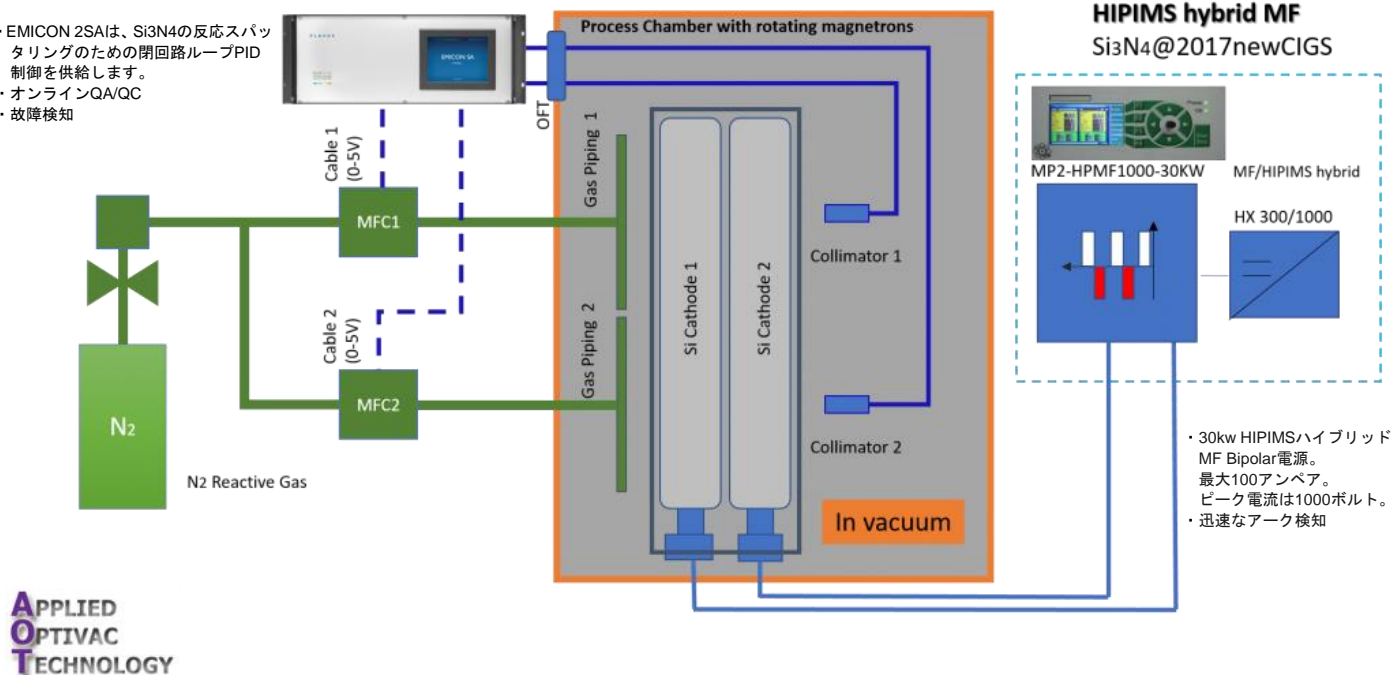 ・EMICON 2SAは、Si3N4の反応スパッ
タリングのための閉回路ループPID
制御を供給します。
・オンラインQA/QC
・故障検知
EMICON SA
OFT
Process Chamber with rotating magnetrons
HIPIMS hybrid MF
Si3N4@2017newCIGS
Cable 1
(0-5V)
MFC1
Gas Piping 1
Cable 2
(0-5V)
MFC2
Gas Piping 2
N2
N2 Reactive Gas
Si Cathode 1
Si Cathode 2
Collimator 1
Collimator 2
In vacuum
MP2-HPMF1000-30KW
MF/HIPIMS hybrid
HX 300/1000
・30kw HIPIMSハイブリッド
MF Bipolar電源。
最大100アンペア。
ピーク電流は1000ボルト。
・迅速なアーク検知
APPLIED
OPTIVAC
TECHNOLOGY